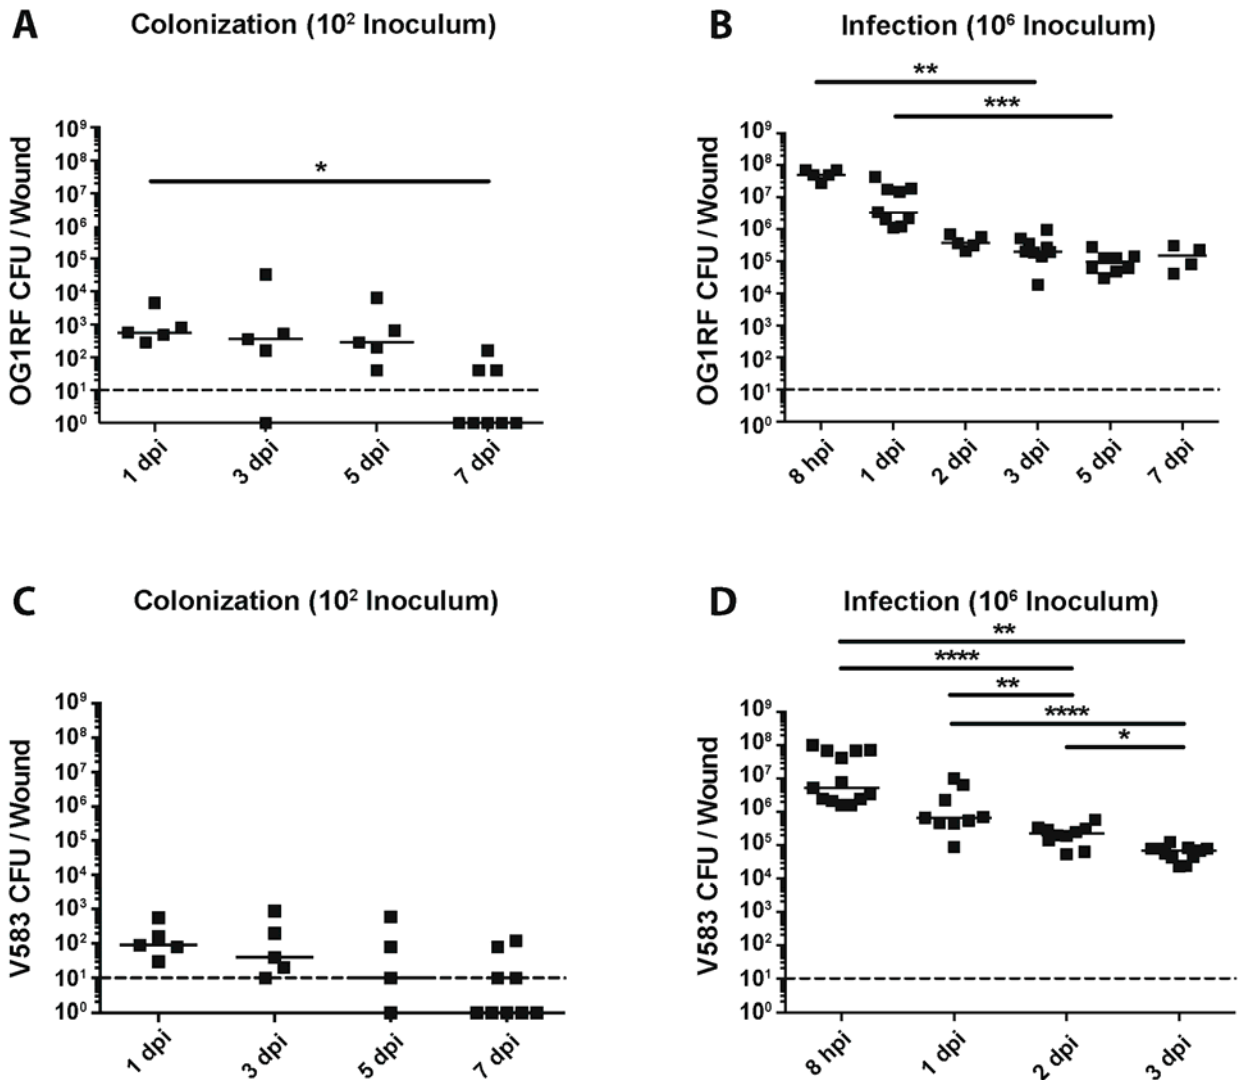 A
Colonization (10² Inoculum)
*
OG1RF CFU / Wound
10⁹
10⁸
10⁷
10⁶
10⁵
10⁴
10³
10²
10¹
10⁰
1 dpi
3 dpi
5 dpi
7 dpi
B
Infection (10⁶ Inoculum)
**
***
OG1RF CFU / Wound
10⁹
10⁸
10⁷
10⁶
10⁵
10⁴
10³
10²
10¹
10⁰
8 hpi
1 dpi
2 dpi
3 dpi
5 dpi
7 dpi
C
Colonization (10² Inoculum)
V583 CFU / Wound
10⁹
10⁸
10⁷
10⁶
10⁵
10⁴
10³
10²
10¹
10⁰
1 dpi
3 dpi
5 dpi
7 dpi
D
Infection (10⁶ Inoculum)
**
****
**
****
*
V583 CFU / Wound
10⁹
10⁸
10⁷
10⁶
10⁵
10⁴
10³
10²
10¹
10⁰
8 hpi
1 dpi
2 dpi
3 dpi